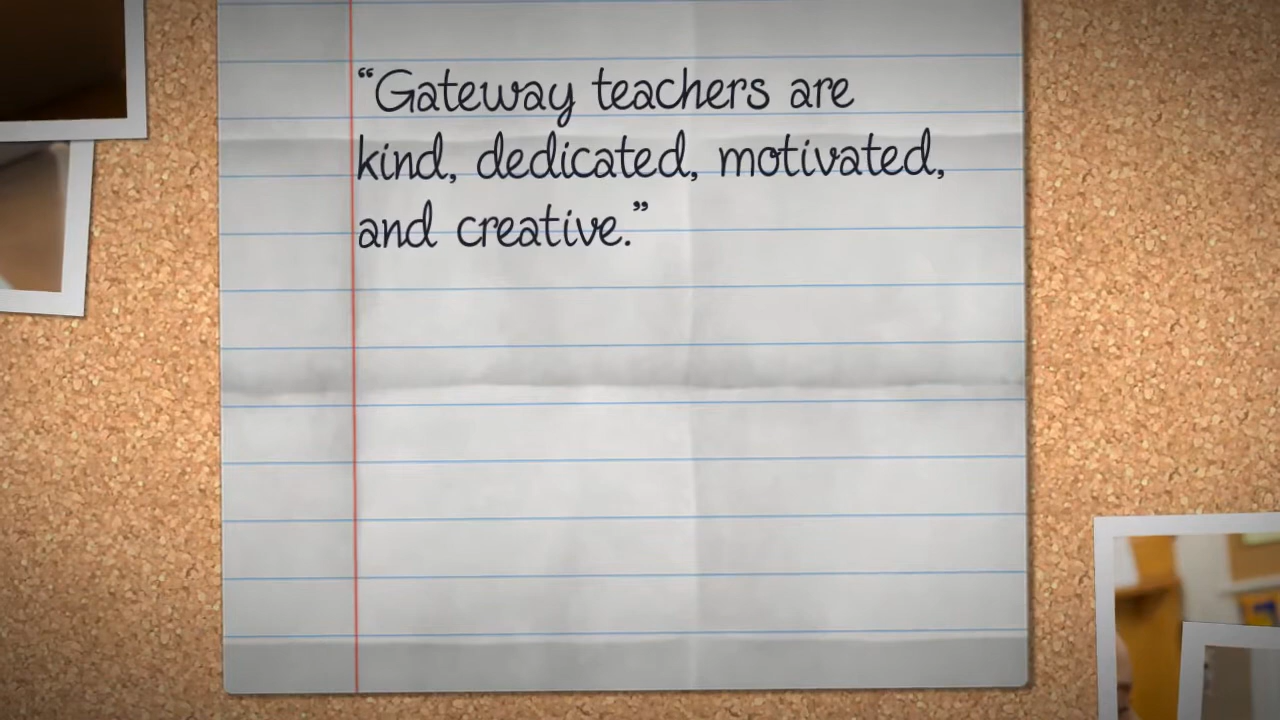 “Gateway teachers are
kind, dedicated, motivated,
and creative.”